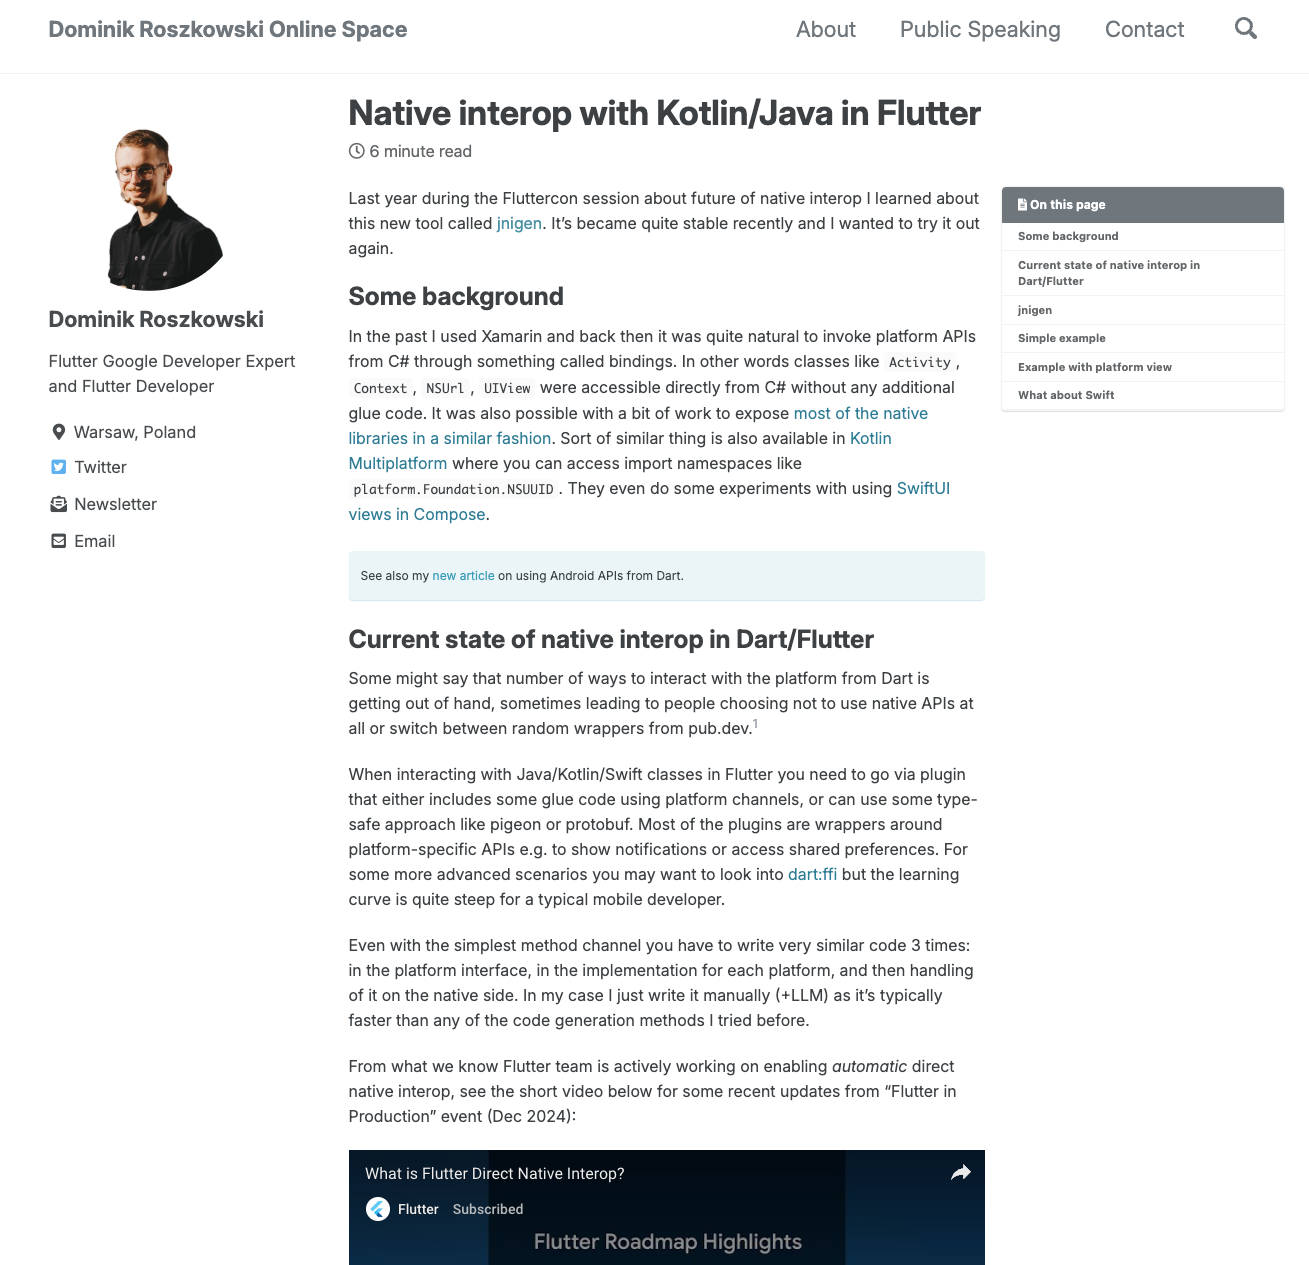 Dominik Roszkowski Online Space
About
Public Speaking
Contact
Dominik Roszkowski
Flutter Google Developer Expert
and Flutter Developer
Warsaw, Poland
Twitter
Newsletter
Email
Native interop with Kotlin/Java in Flutter
6 minute read
Last year during the Fluttercon session about future of native interop I learned about
this new tool called jnigen. It’s became quite stable recently and I wanted to try it out
again.
Some background
In the past I used Xamarin and back then it was quite natural to invoke platform APIs
from C# through something called bindings. In other words classes like Activity,
Context, NSUrl, UIView were accessible directly from C# without any additional
glue code. It was also possible with a bit of work to expose most of the native
libraries in a similar fashion. Sort of similar thing is also available in Kotlin
Multiplatform where you can access import namespaces like
platform.Foundation.NSUUID. They even do some experiments with using SwiftUI
views in Compose.
See also my new article on using Android APIs from Dart.
Current state of native interop in Dart/Flutter
Some might say that number of ways to interact with the platform from Dart is
getting out of hand, sometimes leading to people choosing not to use native APIs at
all or switch between random wrappers from pub.dev.1
When interacting with Java/Kotlin/Swift classes in Flutter you need to go via plugin
that either includes some glue code using platform channels, or can use some type-
safe approach like pigeon or protobuf. Most of the plugins are wrappers around
platform-specific APIs e.g. to show notifications or access shared preferences. For
some more advanced scenarios you may want to look into dart:ffi but the learning
curve is quite steep for a typical mobile developer.
Even with the simplest method channel you have to write very similar code 3 times:
in the platform interface, in the implementation for each platform, and then handling
of it on the native side. In my case I just write it manually (+LLM) as it’s typically
faster than any of the code generation methods I tried before.
From what we know Flutter team is actively working on enabling automatic direct
native interop, see the short video below for some recent updates from “Flutter in
Production” event (Dec 2024):
What is Flutter Direct Native Interop?
Flutter Subscribed
Flutter Roadmap Highlights
On this page
Some background
Current state of native interop in
Dart/Flutter
jnigen
Simple example
Example with platform view
What about Swift